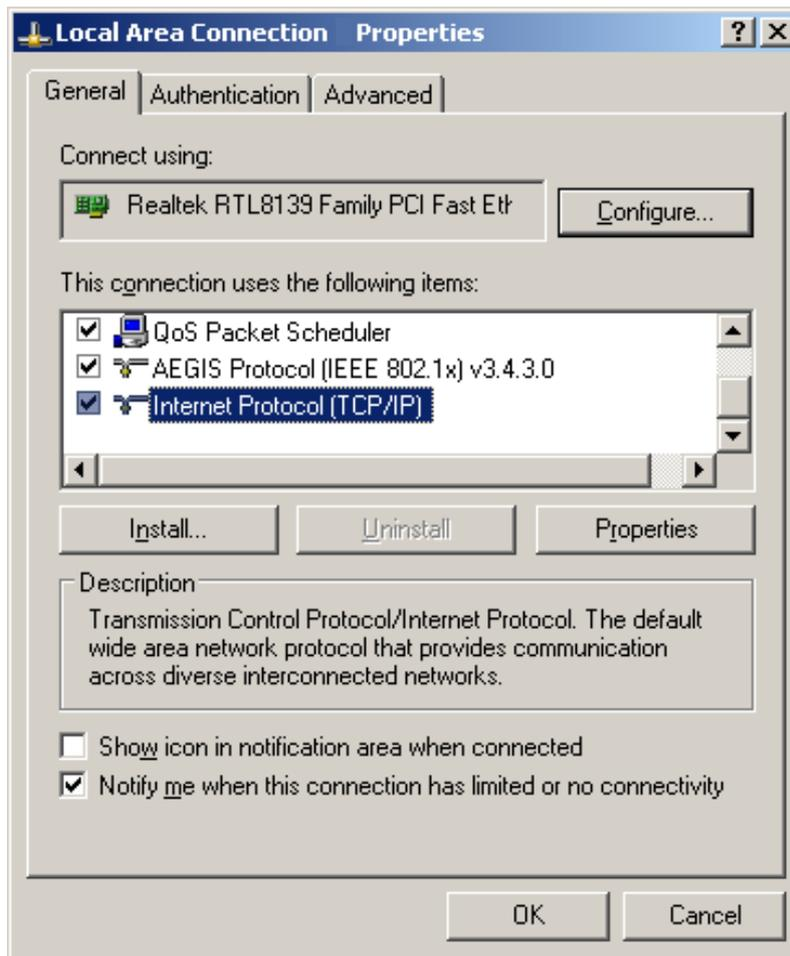 Local Area Connection Properties
General Authentication Advanced
Connect using:
Realtek RTL8139 Family PCI Fast Eth
Configure...
This connection uses the following items:
QoS Packet Scheduler
AEGIS Protocol (IEEE 802.1x) v3.4.3.0
Internet Protocol (TCP/IP)
Install... Uninstall Properties
Description
Transmission Control Protocol/Internet Protocol. The default
wide area network protocol that provides communication
across diverse interconnected networks.
Show icon in notification area when connected
Notify me when this connection has limited or no connectivity
OK Cancel